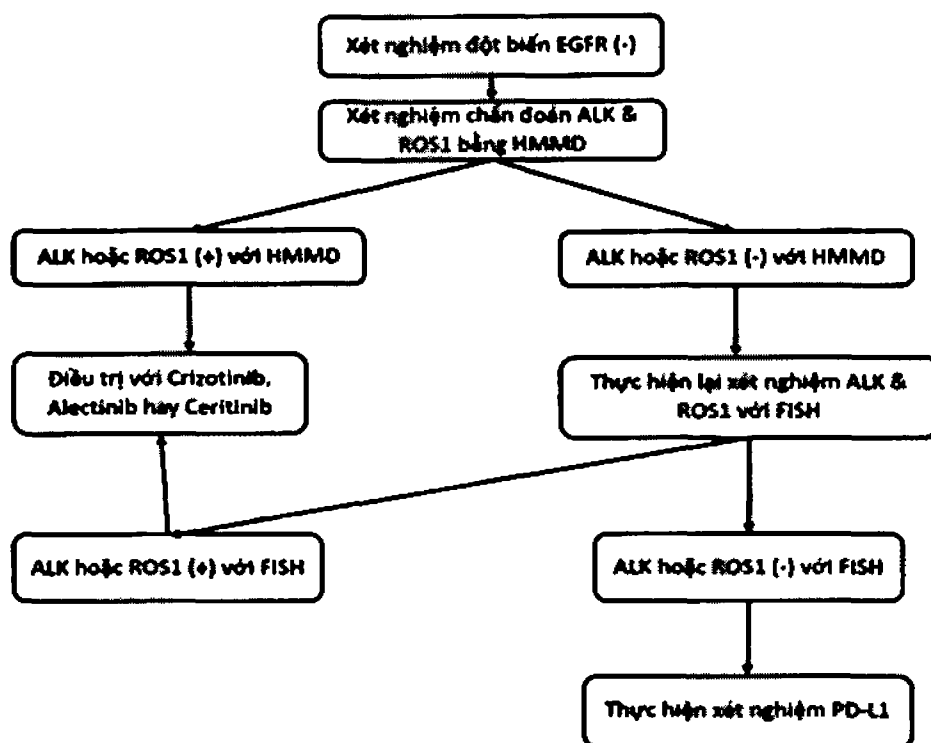 Xét nghiệm đột biến EGFR (-)
Xét nghiệm chẩn đoán ALK &
ROS1 bằng HMMD
ALK hoặc ROS1 (+) với HMMD
ALK hoặc ROS1 (-) với HMMD
Điều trị với Crizotinib,
Alectinib hay Ceritinib
Thực hiện lại xét nghiệm ALK &
ROS1 với FISH
ALK hoặc ROS1 (+) với FISH
ALK hoặc ROS1 (-) với FISH
Thực hiện xét nghiệm PD-L1